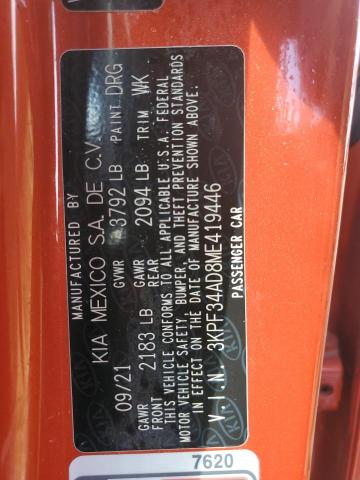 MANUFACTURED BY
KIA MEXICO S.A. DE C.V.
09/21 GVWR 3792 LB PAINT DRG
GAWR 2183 LB GAWR REAR 2094 LB TRIM WK
THIS VEHICLE CONFORMS TO ALL APPLICABLE U.S.A. FEDERAL
MOTOR VEHICLE SAFETY, BUMPER, AND THEFT PREVENTION STANDARDS
IN EFFECT ON THE DATE OF MANUFACTURE SHOWN ABOVE.
V.I.N. 3KPF34AD8ME419446
PASSENGER CAR
7620